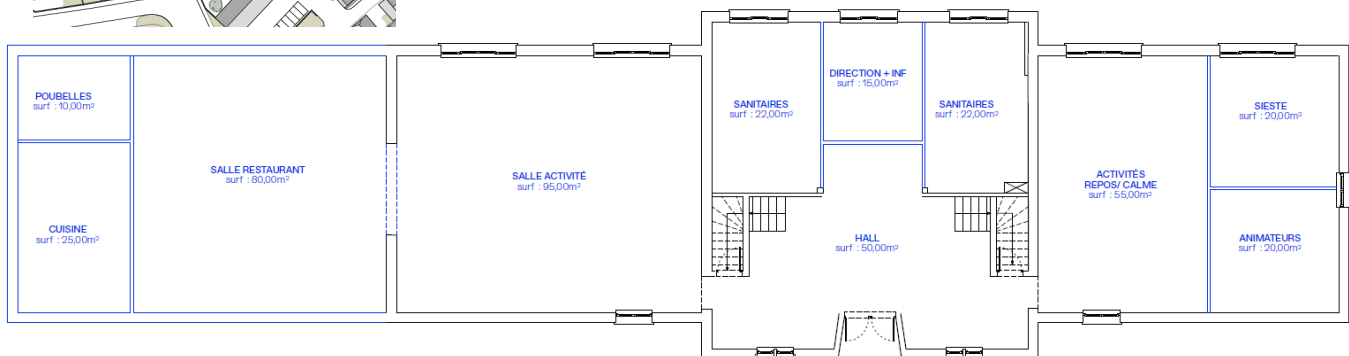 POUBELLES
surf : 10,00m²
CUISINE
surf : 25,00m²
SALLE RESTAURANT
surf : 80,00m²
SALLE ACTIVITÉ
surf : 95,00m²
SANITAIRES
surf : 22,00m²
DIRECTION + INF
surf : 15,00m²
SANITAIRES
surf : 22,00m²
HALL
surf : 50,00m²
ACTIVITÉS
REPOS/ CALME
surf : 55,00m²
SIESTE
surf : 20,00m²
ANIMATEURS
surf : 20,00m²